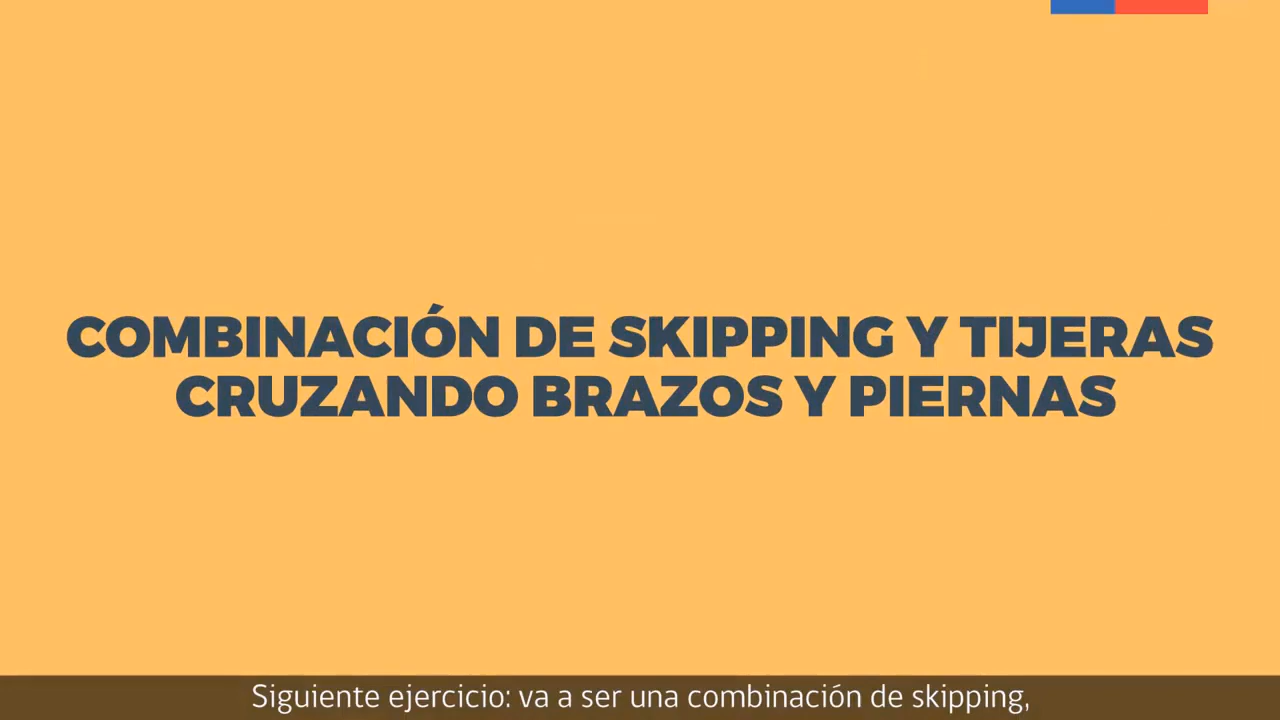 COMBINACIÓN DE SKIPPING Y TIJERAS
CRUZANDO BRAZOS Y PIERNAS
Siguiente ejercicio: va a ser una combinación de skipping,